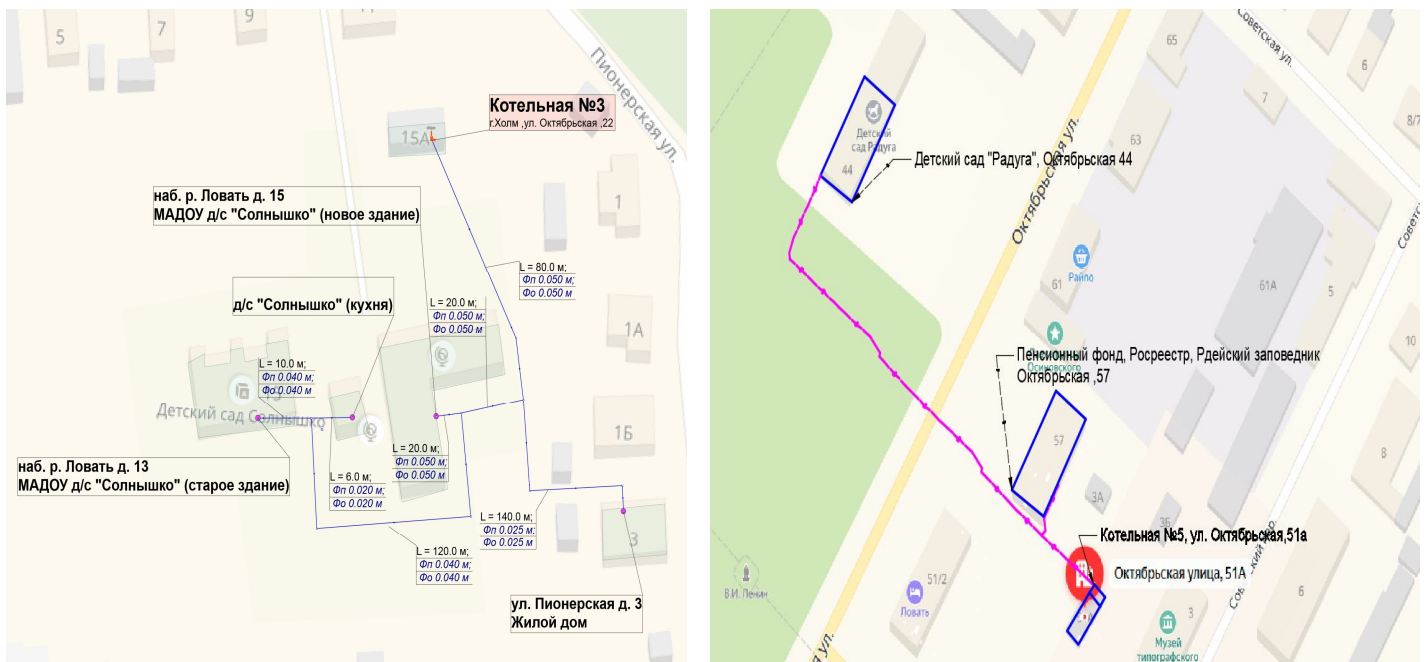 5
7
9
Пионерская ул.
Котельная №3
г.Холм ,ул. Октябрьская ,22
15А
наб. р. Ловать д. 15
МАДОУ д/с "Солнышко" (новое здание)
1
L = 80.0 м;
Фп 0.050 м;
Фо 0.050 м
д/с "Солнышко" (кухня)
L = 20.0 м;
Фп 0.050 м;
Фо 0.050 м
1А
L = 10.0 м;
Фп 0.040 м;
Фо 0.040 м
Детский сад Солнышко
1Б
L = 20.0 м;
Фп 0.050 м;
Фо 0.050 м
наб. р. Ловать д. 13
МАДОУ д/с "Солнышко" (старое здание)
L = 6.0 м;
Фп 0.020 м;
Фо 0.020 м
L = 140.0 м;
Фп 0.025 м;
Фо 0.025 м
3
L = 120.0 м;
Фп 0.040 м;
Фо 0.040 м
ул. Пионерская д. 3
Жилой дом
Советская ул.
65
6
7
8/7
63
Детский
сад Радуга
44
Детский сад "Радуга", Октябрьская 44
Октябрьская ул.
Советск
Райпо
61
61А
5
10
Пенсионный фонд, Росреестр, Рдейский заповедник
Октябрьская ,57
Осиновского
57
8
3А
3Б
Котельная №5, ул. Октябрьская,51а
Октябрьская улица, 51А
51/2
Ловать
В.И. Ленин
3
6
Музей
типографского
я ул.